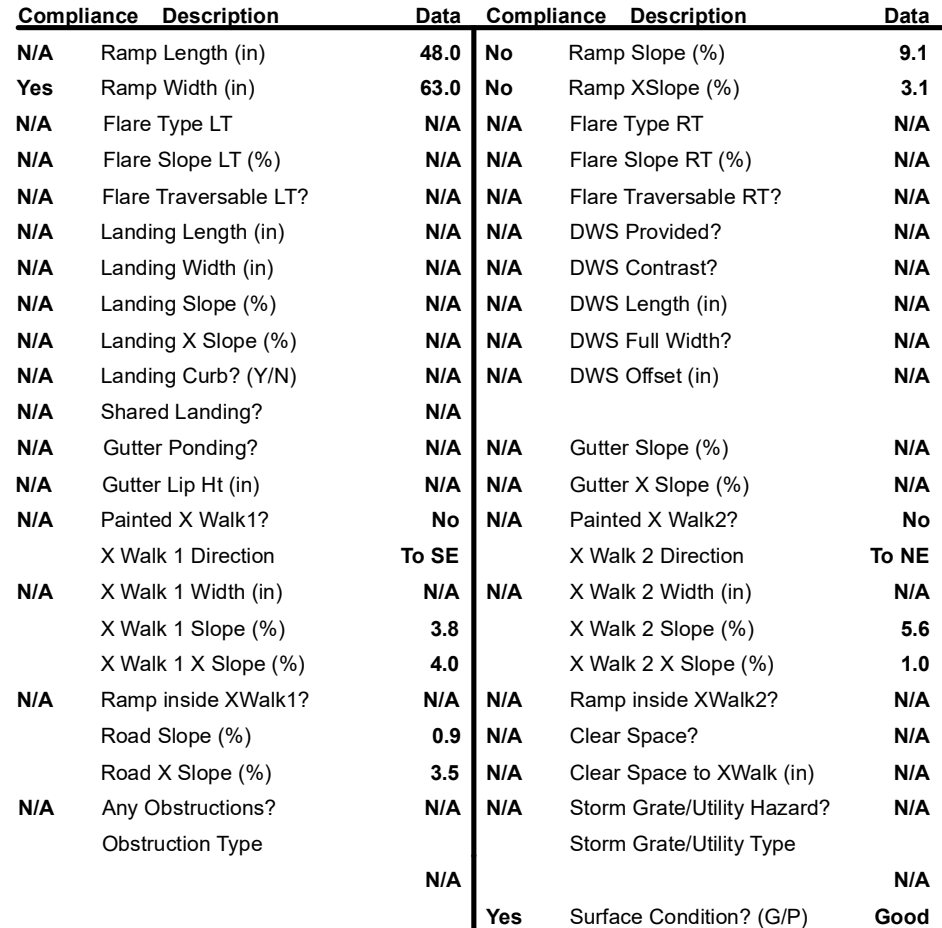 Compliance Description Data Compliance Description Data
N/A Ramp Length (in) 48.0 No Ramp Slope (%) 9.1
Yes Ramp Width (in) 63.0 No Ramp XSlope (%) 3.1
N/A Flare Type LT N/A N/A Flare Type RT N/A
N/A Flare Slope LT (%) N/A N/A Flare Slope RT (%) N/A
N/A Flare Traversable LT? N/A N/A Flare Traversable RT? N/A
N/A Landing Length (in) N/A N/A DWS Provided? N/A
N/A Landing Width (in) N/A N/A DWS Contrast? N/A
N/A Landing Slope (%) N/A N/A DWS Length (in) N/A
N/A Landing X Slope (%) N/A N/A DWS Full Width? N/A
N/A Landing Curb? (Y/N) N/A N/A DWS Offset (in) N/A
N/A Shared Landing? N/A
N/A Gutter Ponding? N/A N/A Gutter Slope (%) N/A
N/A Gutter Lip Ht (in) N/A N/A Gutter X Slope (%) N/A
N/A Painted X Walk1? No N/A Painted X Walk2? No
X Walk 1 Direction To SE X Walk 2 Direction To NE
N/A X Walk 1 Width (in) N/A N/A X Walk 2 Width (in) N/A
X Walk 1 Slope (%) 3.8 X Walk 2 Slope (%) 5.6
X Walk 1 X Slope (%) 4.0 X Walk 2 X Slope (%) 1.0
N/A Ramp inside XWalk1? N/A N/A Ramp inside XWalk2? N/A
Road Slope (%) 0.9 N/A Clear Space? N/A
Road X Slope (%) 3.5 N/A Clear Space to XWalk (in) N/A
N/A Any Obstructions? N/A N/A Storm Grate/Utility Hazard? N/A
Obstruction Type Storm Grate/Utility Type
N/A N/A
Yes Surface Condition? (G/P) Good